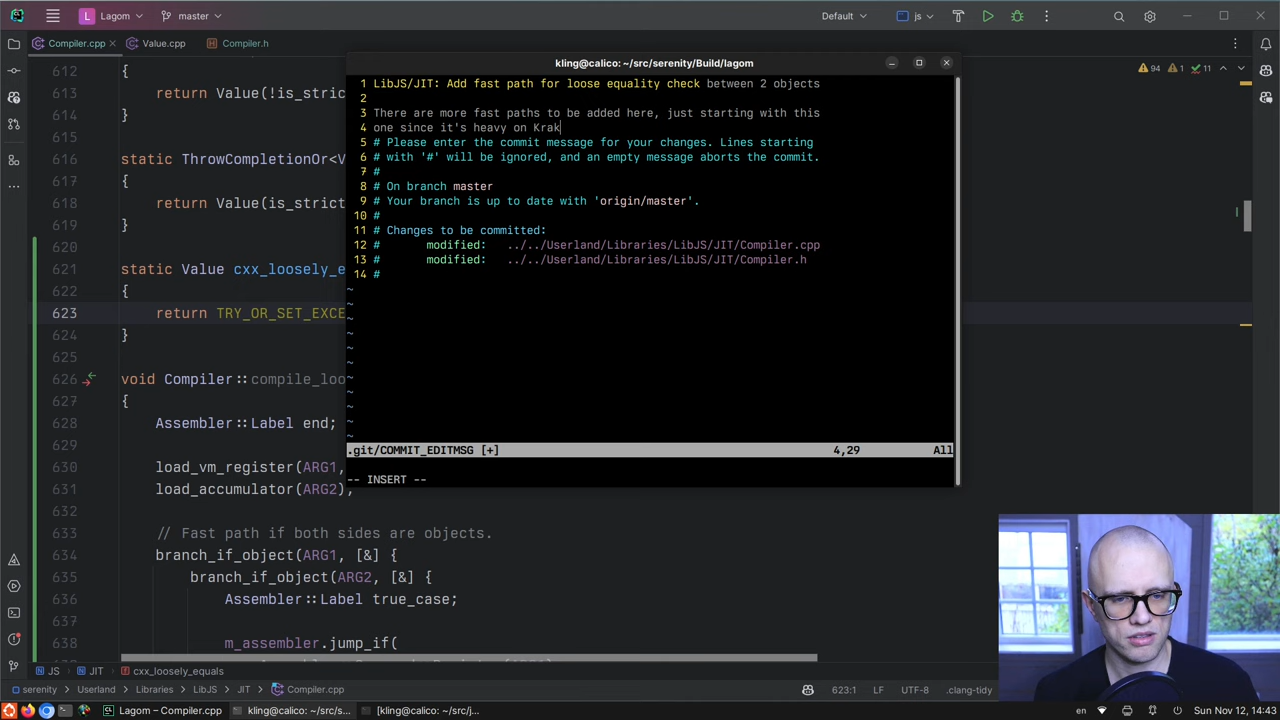 L Lagom master Default js
Compiler.cpp Value.cpp Compiler.h
94 1 11
612 {
613 return Value(!is_stric
614 }
615
616 static ThrowCompletionOr<V
617 {
618 return Value(is_strict
619 }
620
621 static Value cxx_loosely_e
622 {
623 return TRY_OR_SET_EXCE
624 }
625
626 void Compiler::compile_loo
627 {
628 Assembler::Label end;
629
630 load_vm_register(ARG1,
631 load_accumulator(ARG2);
632
633 // Fast path if both sides are objects.
634 branch_if_object(ARG1, [&] {
635 branch_if_object(ARG2, [&] {
636 Assembler::Label true_case;
637
638 m_assembler.jump_if(
kling@calico: ~/src/serenity/Build/lagom
1 LibJS/JIT: Add fast path for loose equality check between 2 objects
2
3 There are more fast paths to be added here, just starting with this
4 one since it's heavy on Krak
5 # Please enter the commit message for your changes. Lines starting
6 # with '#' will be ignored, and an empty message aborts the commit.
7 #
8 # On branch master
9 # Your branch is up to date with 'origin/master'.
10 #
11 # Changes to be committed:
12 # modified: ../../Userland/Libraries/LibJS/JIT/Compiler.cpp
13 # modified: ../../Userland/Libraries/LibJS/JIT/Compiler.h
14 #
~
~
~
~
~
~
~
~
~
~
~
.git/COMMIT_EDITMSG [+] 4,29 All
-- INSERT --
JS JIT cxx_loosely_equals
serenity Userland Libraries LibJS JIT Compiler.cpp 623:1 LF UTF-8 .clang-tidy
Lagom – Compiler.cpp kling@calico: ~/src/s... [kling@calico: ~/src/j... en Sun Nov 12, 14:43